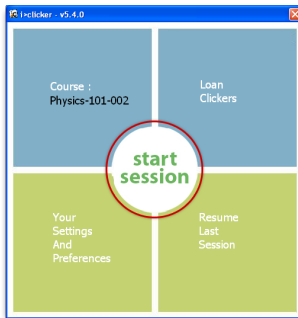 i>clicker - v5.4.0
Course :
Physics-101-002
Loan
Clickers
start
session
Your
Settings
And
Preferences
Resume
Last
Session